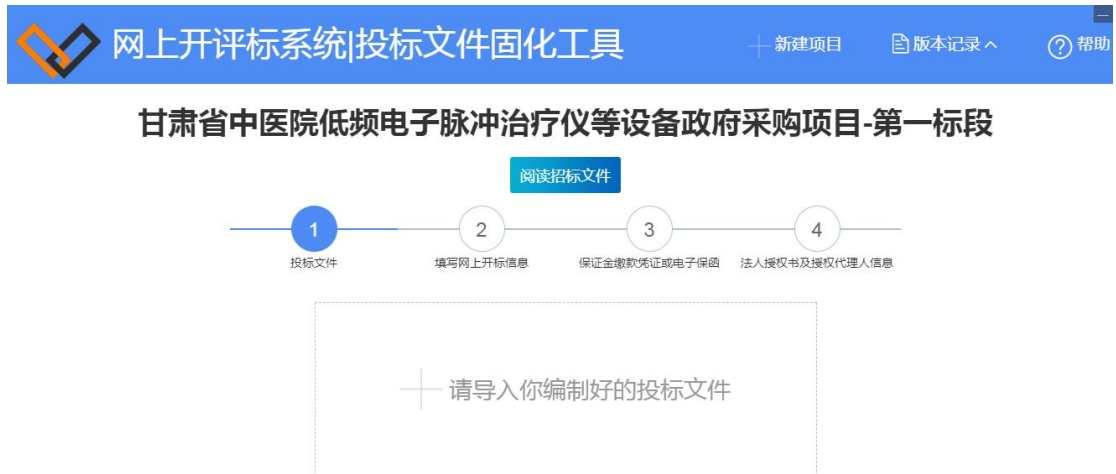 网上开评标系统|投标文件固化工具
新建项目
版本记录
帮助
甘肃省中医院低频电子脉冲治疗仪等设备政府采购项目-第一标段
阅读招标文件
1
2
3
4
投标文件
填写网上开标信息
保证金缴款凭证或电子保函
法人授权书及授权代理人信息
请导入你编制好的投标文件